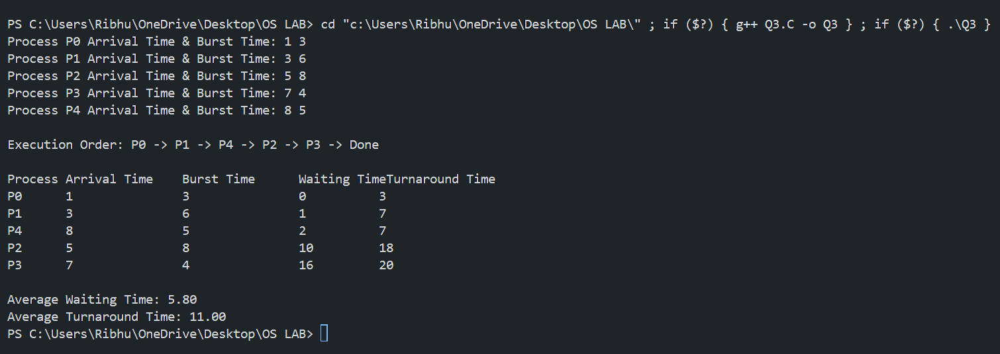 PS C:\Users\Ribhu\OneDrive\Desktop\OS LAB> cd "c:\Users\Ribhu\OneDrive\Desktop\OS LAB\" ; if ($?) { g++ Q3.C -o Q3 } ; if ($?) { .\Q3 }
Process P0 Arrival Time & Burst Time: 1 3
Process P1 Arrival Time & Burst Time: 3 6
Process P2 Arrival Time & Burst Time: 5 8
Process P3 Arrival Time & Burst Time: 7 4
Process P4 Arrival Time & Burst Time: 8 5

Execution Order: P0 -> P1 -> P4 -> P2 -> P3 -> Done

Process Arrival Time    Burst Time      Waiting TimeTurnaround Time
P0      1               3               0          3
P1      3               6               1          7
P4      8               5               2          7
P2      5               8               10         18
P3      7               4               16         20

Average Waiting Time: 5.80
Average Turnaround Time: 11.00
PS C:\Users\Ribhu\OneDrive\Desktop\OS LAB>